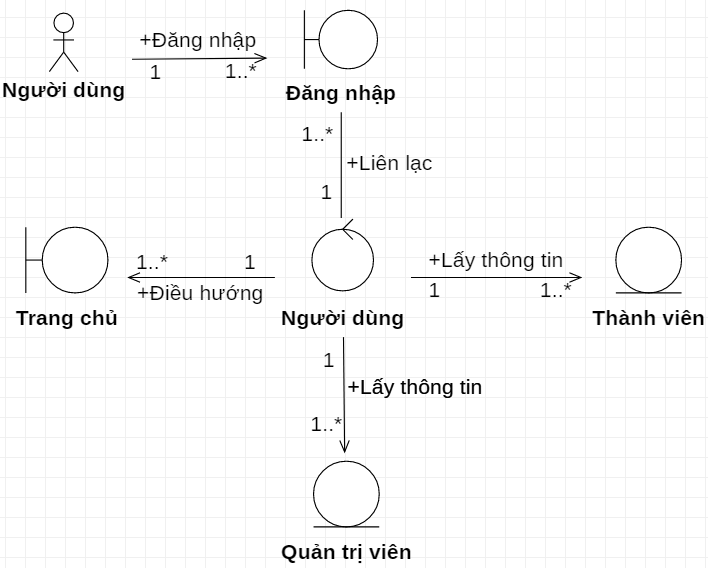 +Đăng nhập
1
1..*
Người dùng
Đăng nhập
1..*
+Liên lạc
1
1..*
1
+Điều hướng
+Lấy thông tin
1
1..*
Trang chủ
Người dùng
Thành viên
1
+Lấy thông tin
1..*
Quản trị viên